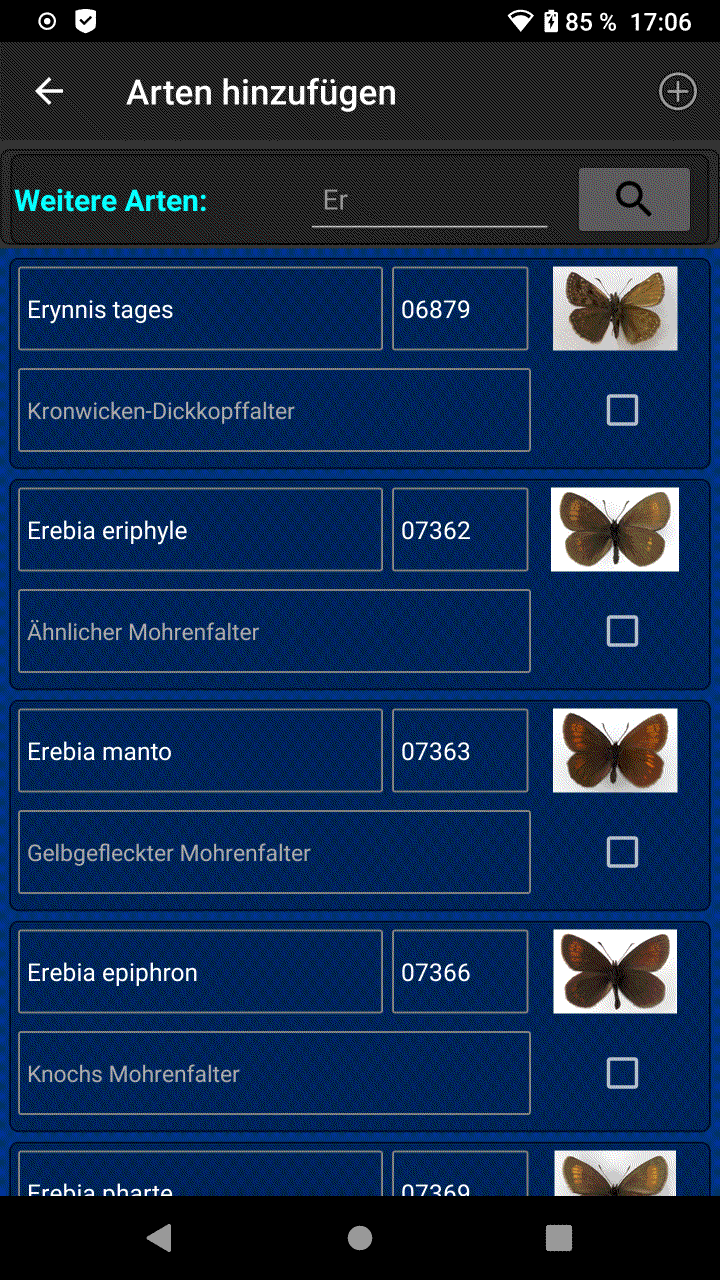 85 % 17:06
Arten hinzufügen
Weitere Arten: Er
Erynnis tages 06879
Kronwicken-Dickkopffalter
Erebia eriphyle 07362
Ähnlicher Mohrenfalter
Erebia manto 07363
Gelbgefleckter Mohrenfalter
Erebia epiphron 07366
Knochs Mohrenfalter
Erebia pharte 07369